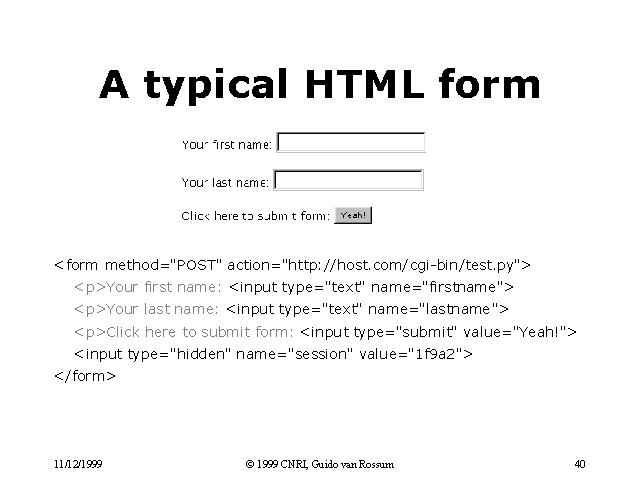 A typical HTML form
Your first name:
Your last name:
Click here to submit form: Yeah!
<form method="POST" action="http://host.com/cgi-bin/test.py">
<p>Your first name: <input type="text" name="firstname">
<p>Your last name: <input type="text" name="lastname">
<p>Click here to submit form: <input type="submit" value="Yeah!">
<input type="hidden" name="session" value="1f9a2">
</form>
11/12/1999 © 1999 CNRI, Guido van Rossum 40